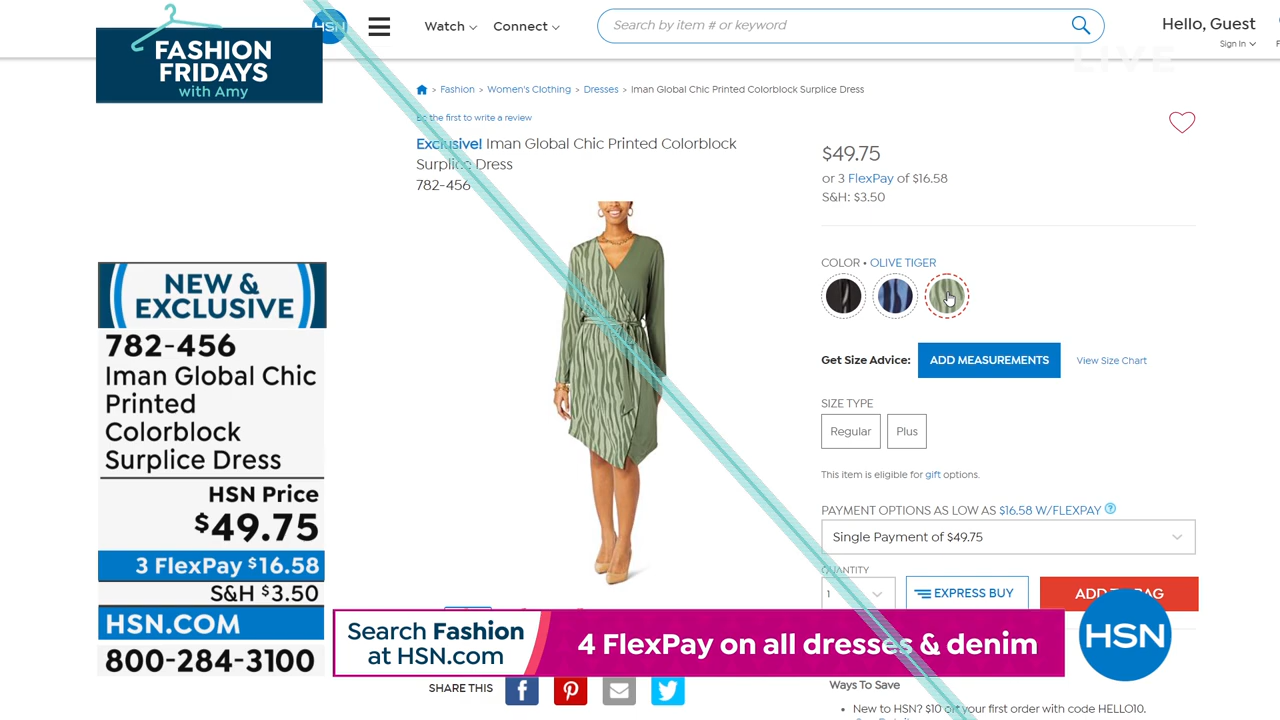 FASHION
FRIDAYS
with Amy
HSN
Watch
Connect
Search by item # or keyword
Hello, Guest
Sign In
LIVE
Fashion > Women's Clothing > Dresses > Iman Global Chic Printed Colorblock Surplice Dress
Be the first to write a review
Exclusive! Iman Global Chic Printed Colorblock
Surplice Dress
782-456
$49.75
or 3 FlexPay of $16.58
S&H: $3.50
COLOR • OLIVE TIGER
Get Size Advice:
ADD MEASUREMENTS
View Size Chart
SIZE TYPE
Regular
Plus
This item is eligible for gift options.
PAYMENT OPTIONS AS LOW AS $16.58 W/FLEXPAY ?
Single Payment of $49.75
QUANTITY
1
EXPRESS BUY
ADD TO BAG
NEW &
EXCLUSIVE
782-456
Iman Global Chic
Printed
Colorblock
Surplice Dress
HSN Price
$49.75
3 FlexPay $16.58
S&H $3.50
HSN.COM
800-284-3100
Search Fashion
at HSN.com
4 FlexPay on all dresses & denim
HSN
SHARE THIS
Ways To Save
• New to HSN? $10 off your first order with code HELLO10.